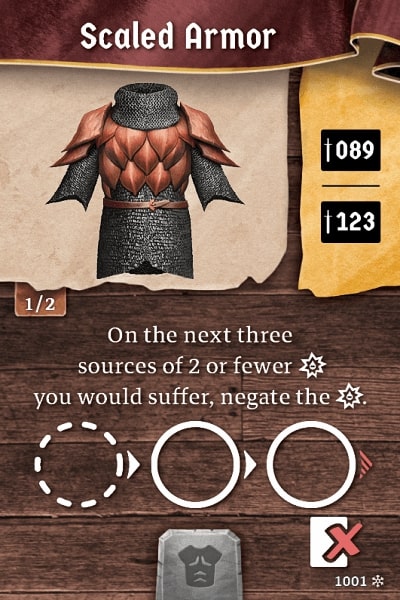 Scaled Armor
089
123
1/2
On the next three
sources of 2 or fewer
you would suffer, negate the .
1001